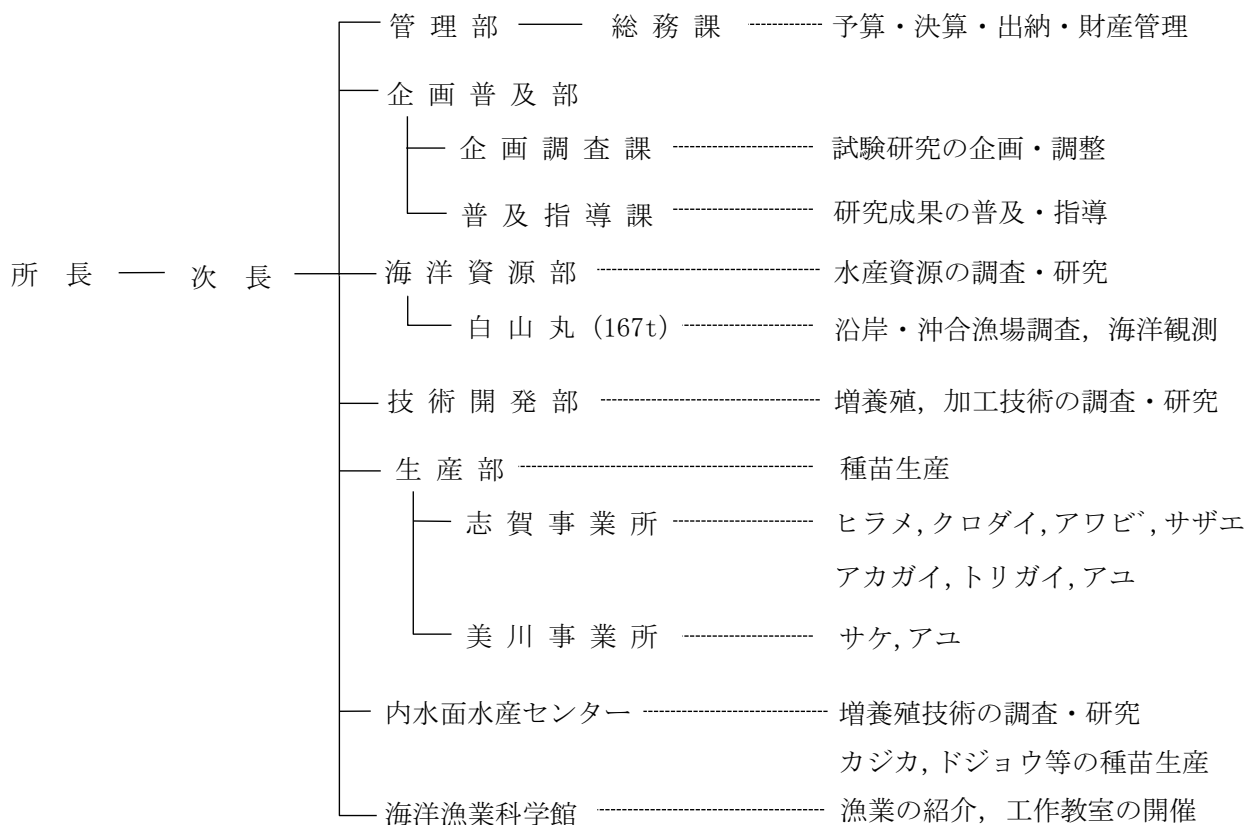 管理部 総務課 予算・決算・出納・財産管理
企画普及部
企画調査課 試験研究の企画・調整
普及指導課 研究成果の普及・指導
所長 次長 海洋資源部 水産資源の調査・研究
白山丸(167t) 沿岸・沖合漁場調査,海洋観測
技術開発部 増養殖,加工技術の調査・研究
生産部 種苗生産
志賀事業所 ヒラメ,クロダイ,アワビ゛,サザエ
アカガイ,トリガイ,アユ
美川事業所 サケ,アユ
内水面水産センター 増養殖技術の調査・研究
カジカ,ドジョウ等の種苗生産
海洋漁業科学館 漁業の紹介,工作教室の開催